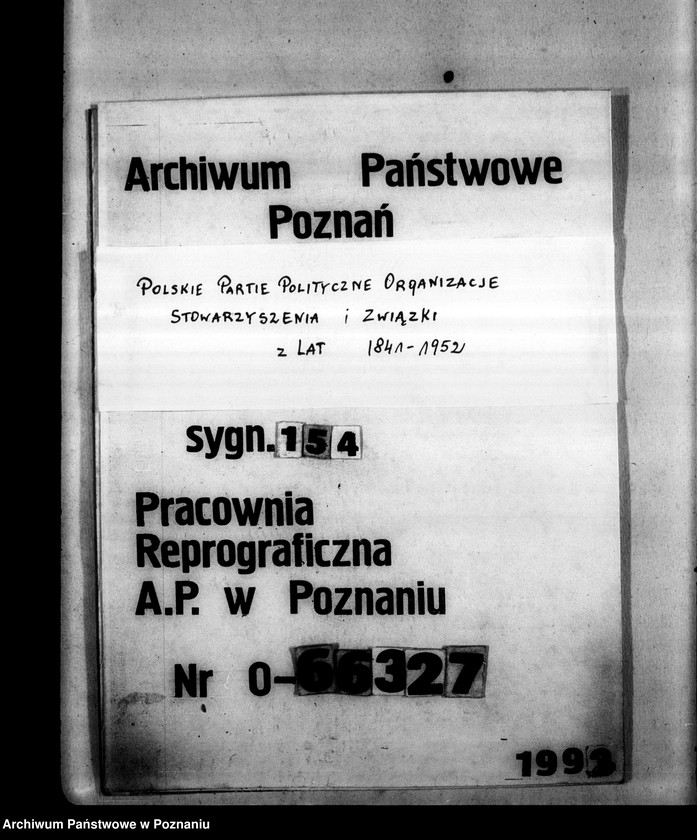 Archiwum Państwowe
Poznań
POLSKIE PARTIE POLITYCZNE ORGANIZACJE
STOWARZYSZENIA i ZWIĄZKI
z LAT 1841-1952
sygn. 154
Pracownia
Reprograficzna
A.P. w Poznaniu
Nr O-66327
Archiwum Państwowe w Poznaniu